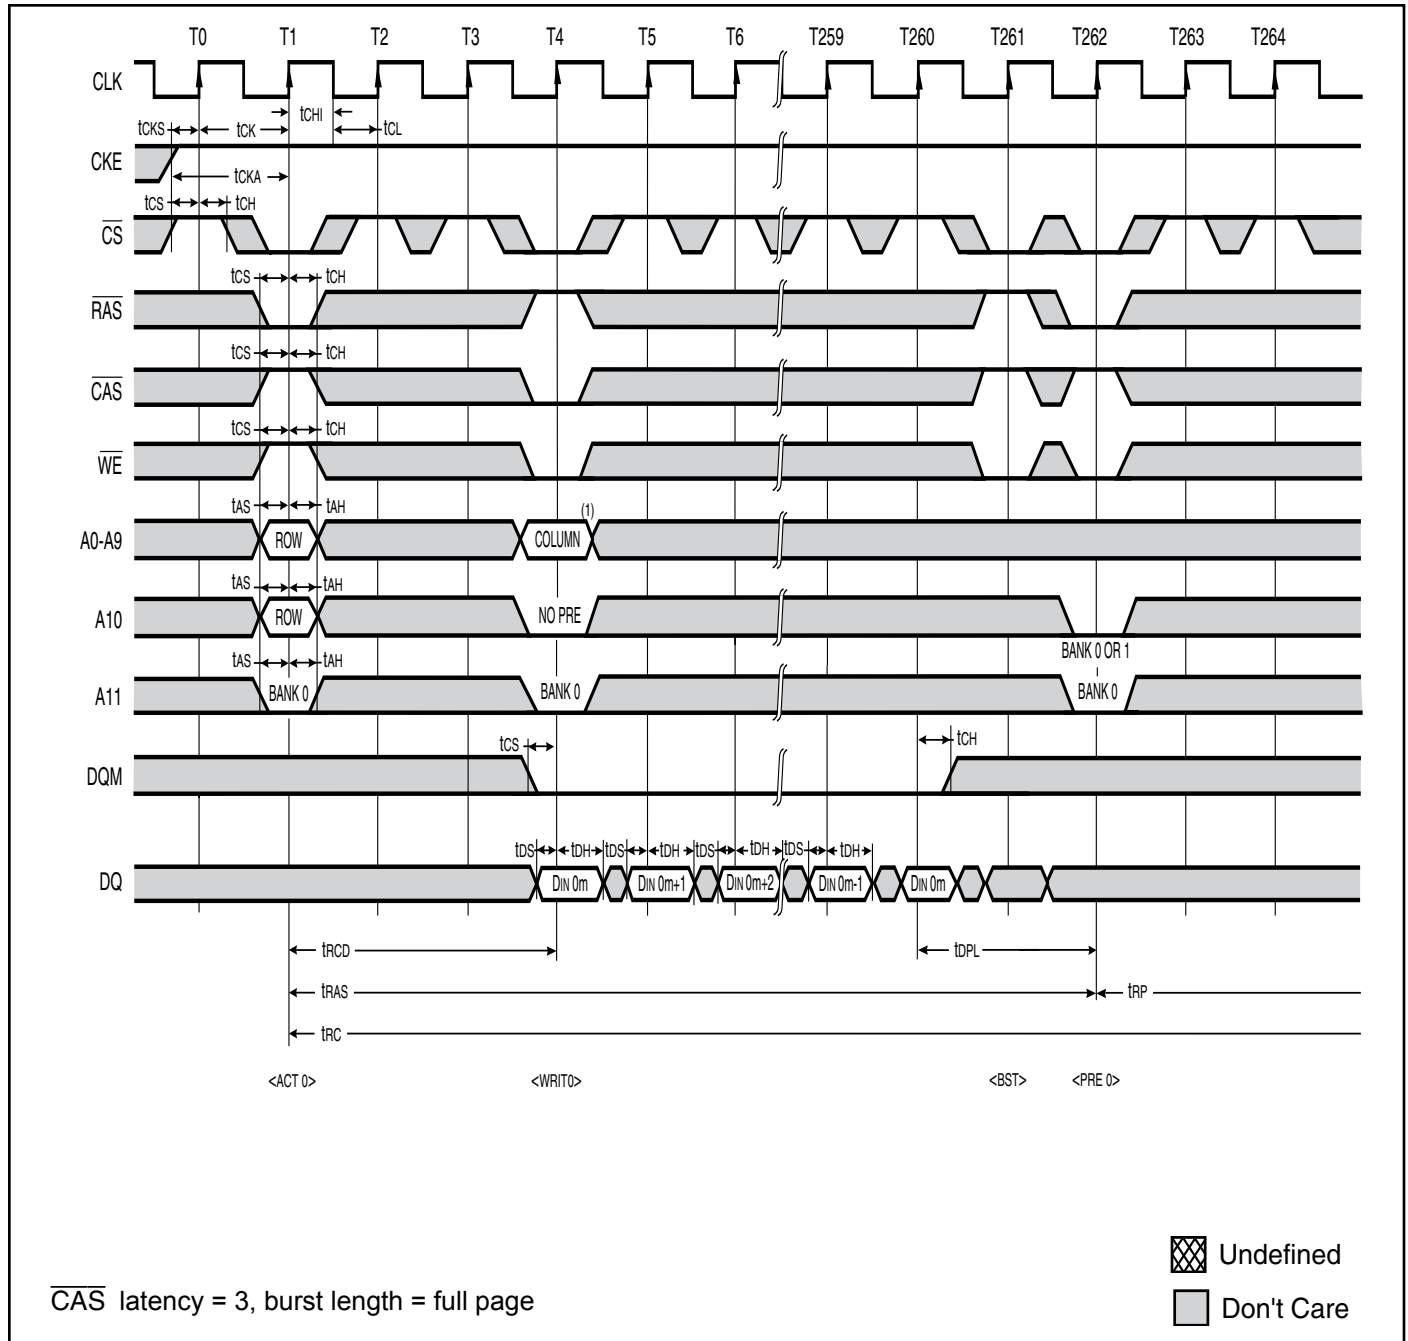 T0 T1 T2 T3 T4 T5 T6 T259 T260 T261 T262 T263 T264
CLK
tCHI
tCKS tCK tCL
CKE
tCKA
tCS tCH
CS
tCS tCH
RAS
tCS tCH
CAS
tCS tCH
WE
tAS tAH (1)
A0-A9 ROW COLUMN
tAS tAH
A10 ROW NO PRE
BANK 0 OR 1
tAS tAH
A11 BANK 0 BANK 0 BANK 0
tCS tCH
DQM
tDS tDH tDS tDH tDS tDH tDS tDH
DQ DIN 0m DIN 0m+1 DIN 0m+2 DIN 0m-1 DIN 0m
tRCD tDPL
tRAS tRP
tRC
<ACT 0> <WRIT0> <BST> <PRE 0>
Undefined
CAS latency = 3, burst length = full page
Don't Care